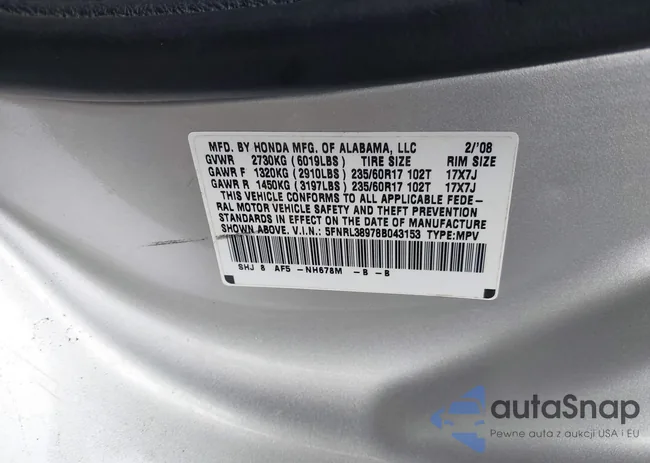 MFD. BY HONDA MFG. OF ALABAMA, LLC 2/'08
GVWR 2730KG (6019LBS) TIRE SIZE RIM SIZE
GAWR F 1320KG (2910LBS) 235/60R17 102T 17X7J
GAWR R 1450KG (3197LBS) 235/60R17 102T 17X7J
THIS VEHICLE CONFORMS TO ALL APPLICABLE FEDE-
RAL MOTOR VEHICLE SAFETY AND THEFT PREVENTION
STANDARDS IN EFFECT ON THE DATE OF MANUFACTURE
SHOWN ABOVE. V.I.N.: 5FNRL38978B043153 TYPE:MPV
SHJ 8 AF5 -NH678M -B -B
autaSnap
Pewne auta z aukcji USA i EU